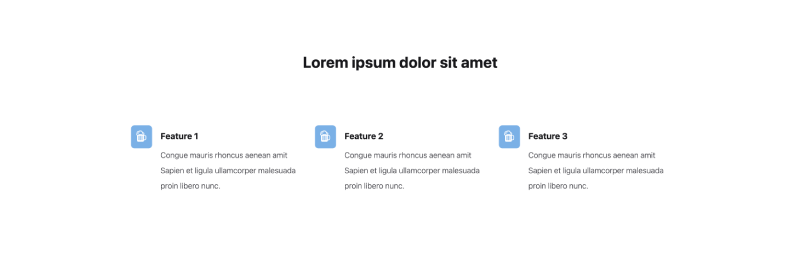 Lorem ipsum dolor sit amet
Feature 1
Congue mauris rhoncus aenean amit
Sapien et ligula ullamcorper malesuada
proin libero nunc.
Feature 2
Congue mauris rhoncus aenean amit
Sapien et ligula ullamcorper malesuada
proin libero nunc.
Feature 3
Congue mauris rhoncus aenean amit
Sapien et ligula ullamcorper malesuada
proin libero nunc.